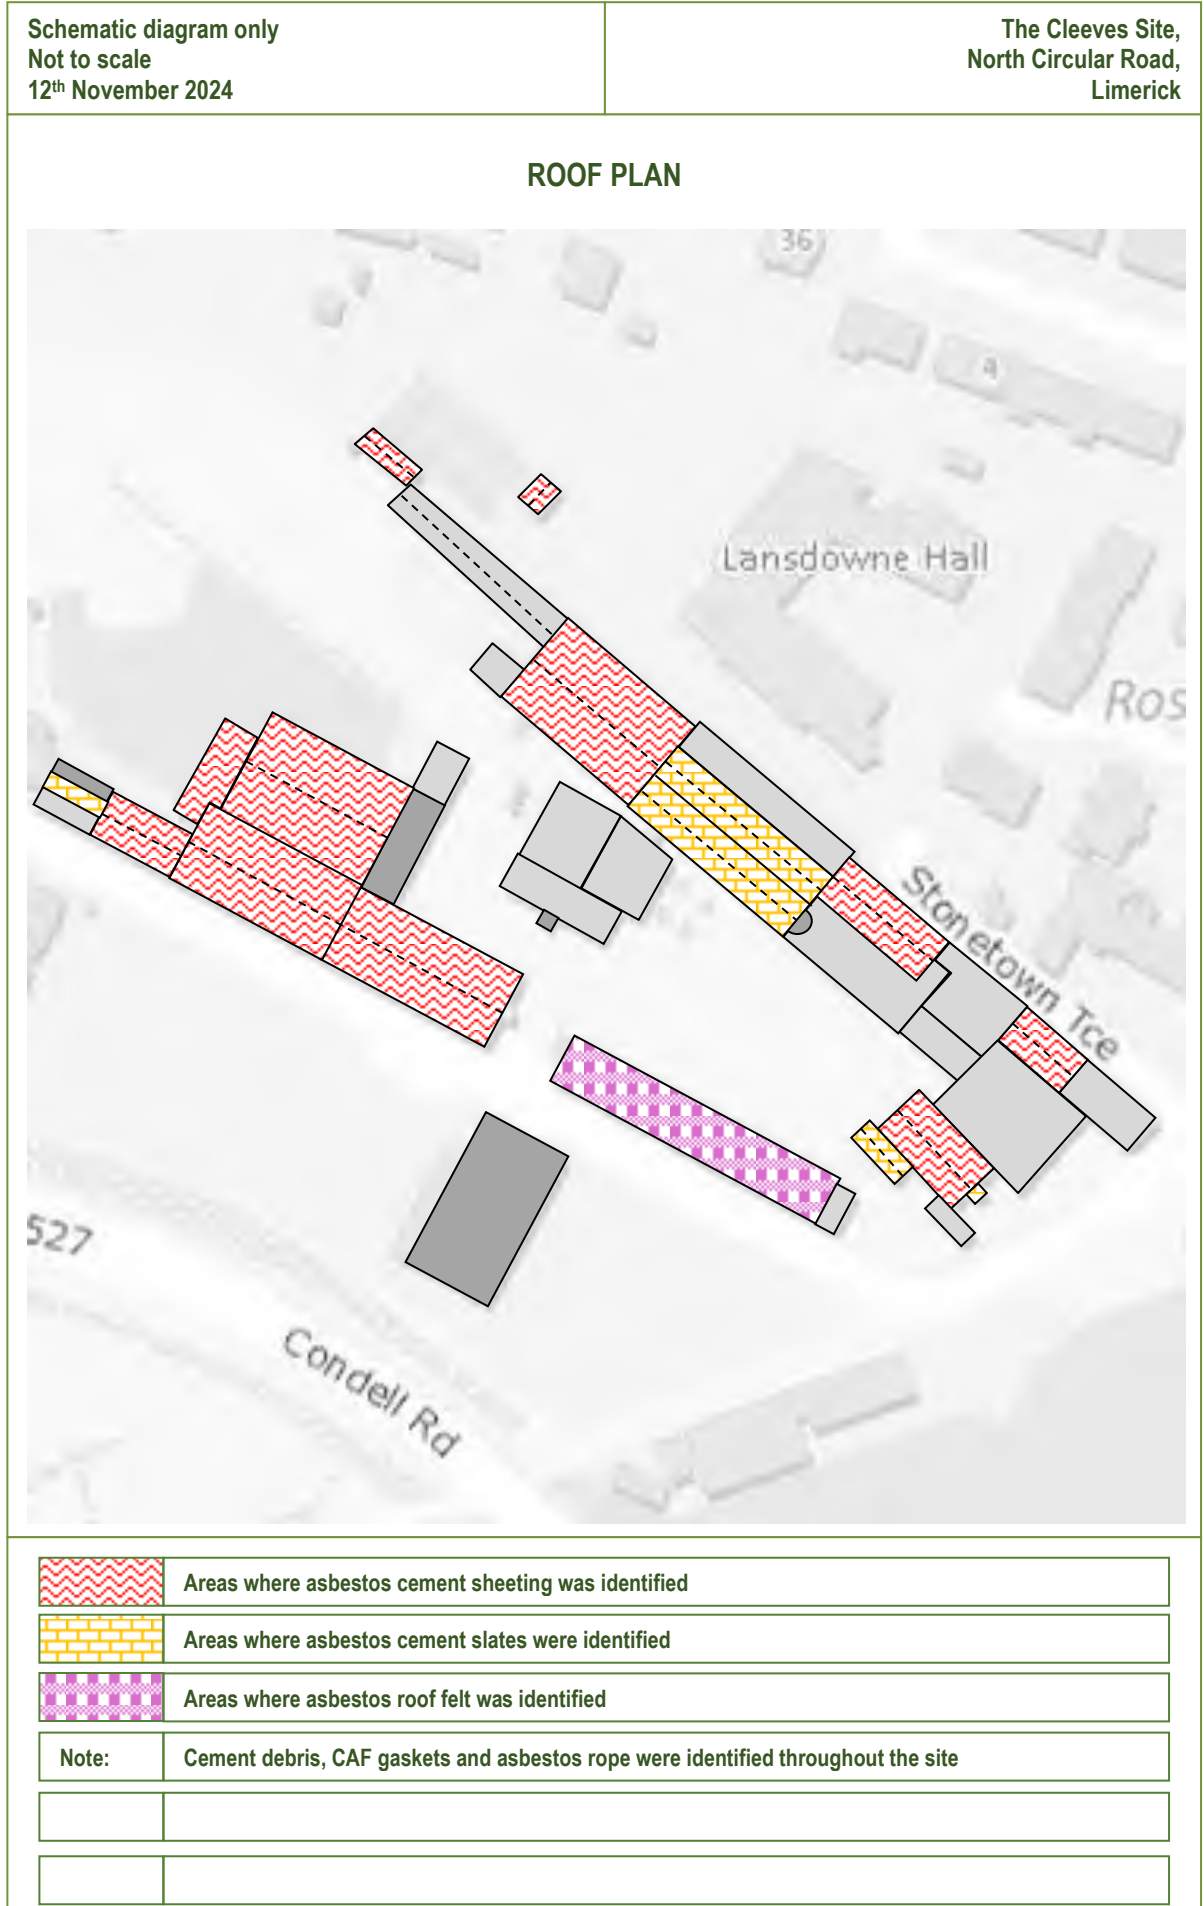 Schematic diagram only
Not to scale
12th November 2024
The Cleeves Site,
North Circular Road,
Limerick
ROOF PLAN
36
a
Lansdowne Hall
Ros
Stonetown Tce
527
Condell Rd
Areas where asbestos cement sheeting was identified
Areas where asbestos cement slates were identified
Areas where asbestos roof felt was identified
Note:
Cement debris, CAF gaskets and asbestos rope were identified throughout the site